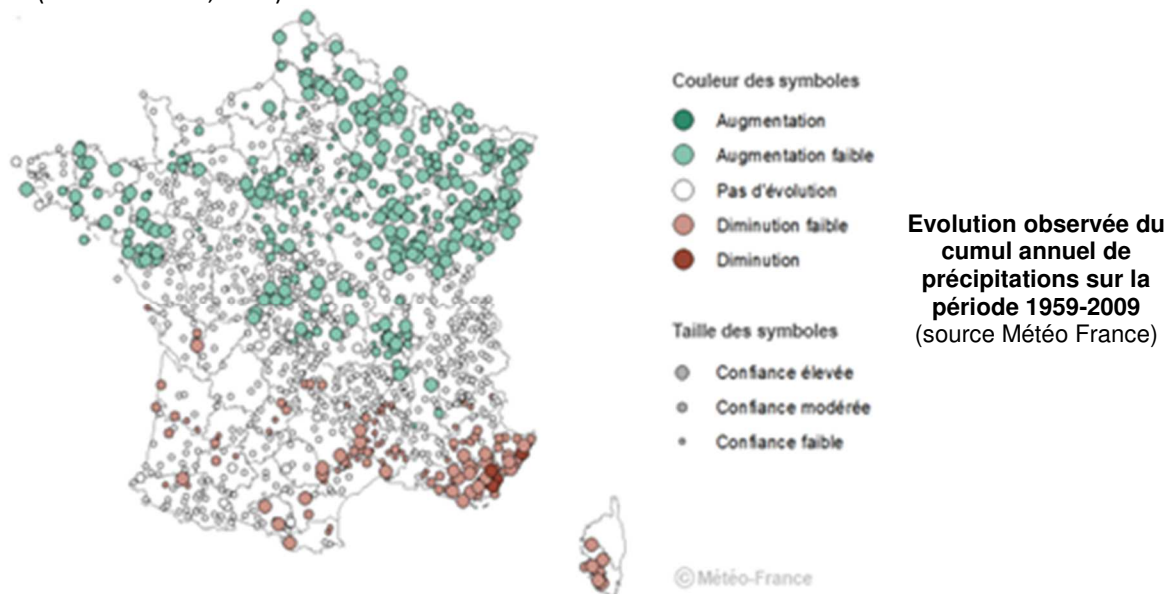 Couleur des symboles
Augmentation
Augmentation faible
Pas d'évolution
Diminution faible
Diminution
Taille des symboles
Confiance élevée
Confiance modérée
Confiance faible
Evolution observée du
cumul annuel de
précipitations sur la
période 1959-2009
(source Météo France)
© Météo-France